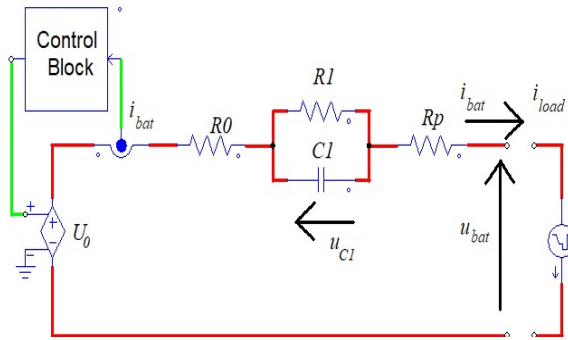 Control
Block
i_bat
R0
R1
C1
u_C1
Rp
i_bat
i_load
u_bat
+
+
−
−
U_0